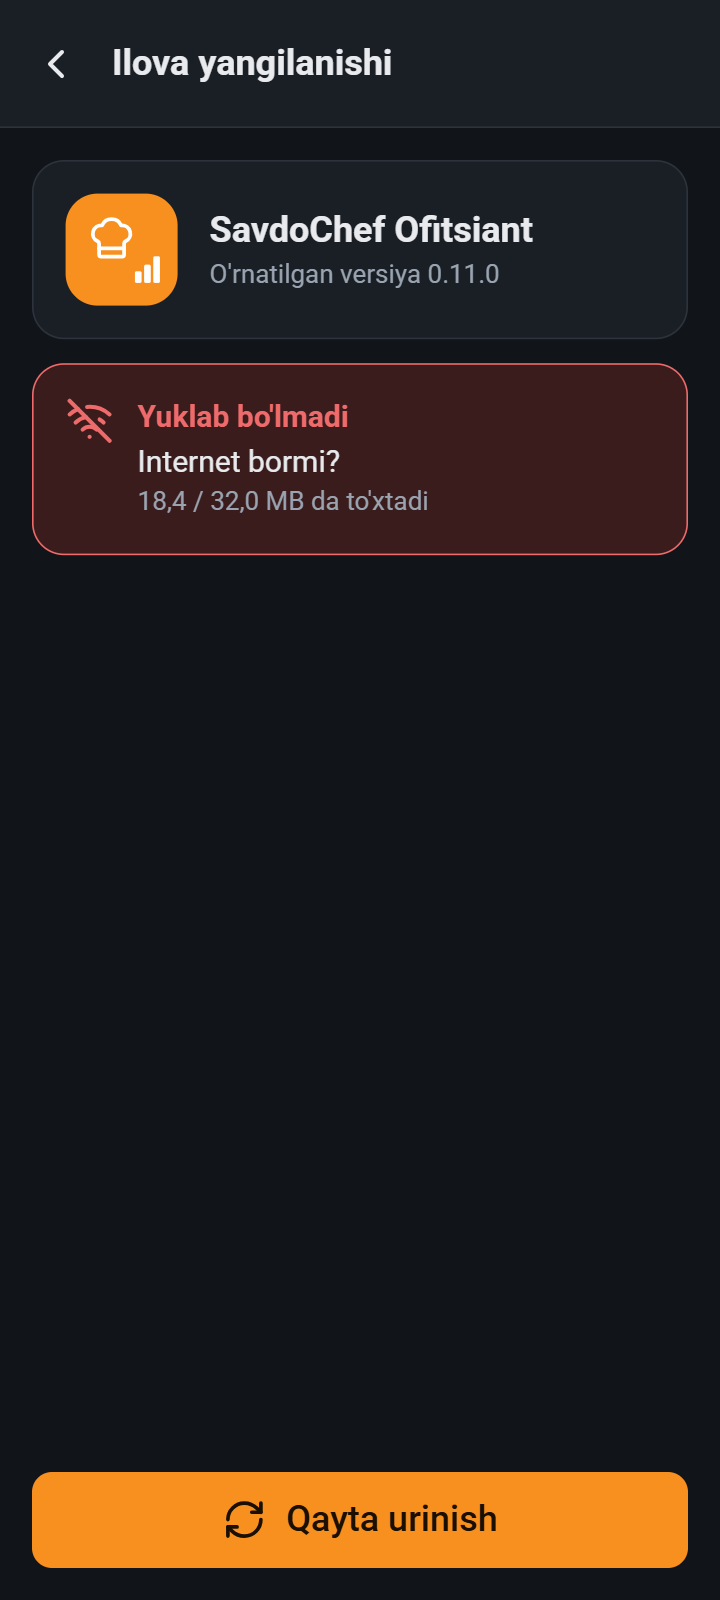 Ilova yangilanishi
SavdoChef Ofitsiant
O'rnatilgan versiya 0.11.0
Yuklab bo'lmadi
Internet bormi?
18,4 / 32,0 MB da to'xtadi
Qayta urinish